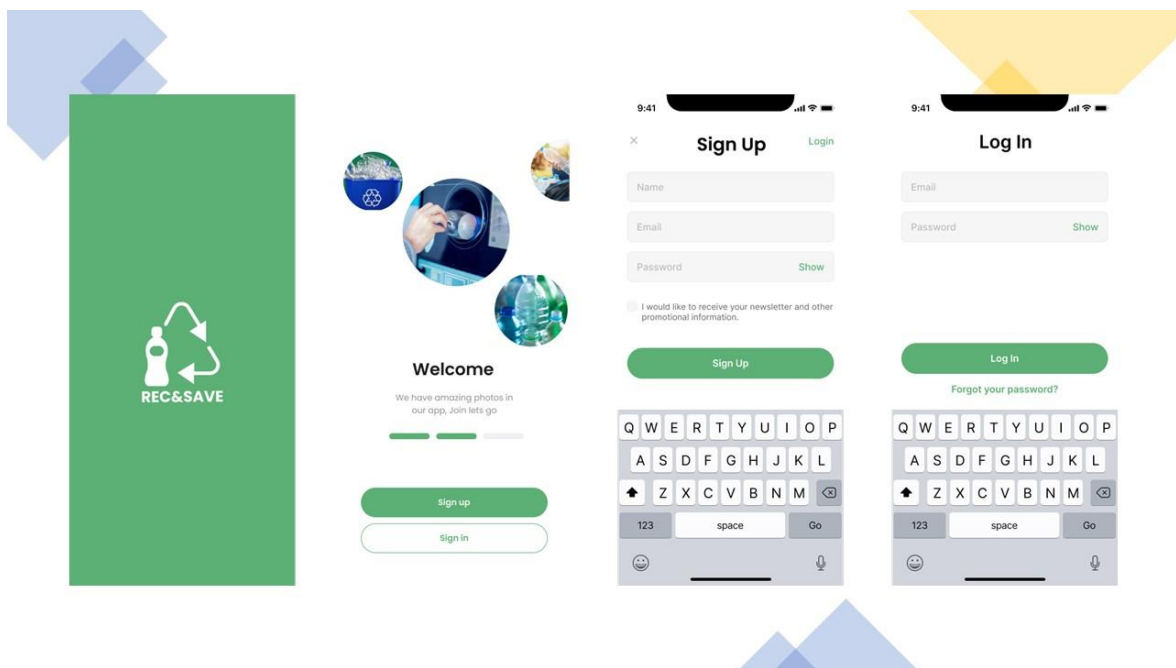 REC&SAVE
Welcome
We have amazing photos in
our app, Join lets go
Sign up
Sign in
9:41
Sign Up
Login
Name
Email
Password
Show
I would like to receive your newsletter and other
promotional information.
Sign Up
Q W E R T Y U I O P
A S D F G H J K L
Z X C V B N M
123 space Go
9:41
Log In
Email
Password
Show
Log In
Forgot your password?
Q W E R T Y U I O P
A S D F G H J K L
Z X C V B N M
123 space Go